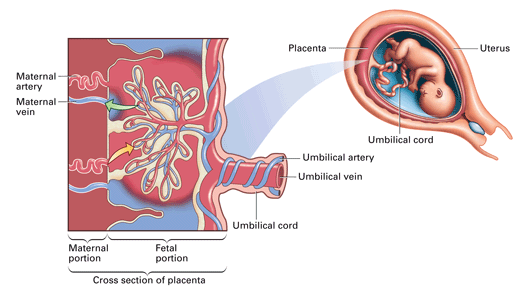 Placenta
Uterus
Maternal
artery
Maternal
vein
Umbilical cord
Umbilical artery
Umbilical vein
Umbilical cord
Maternal
portion
Fetal
portion
Cross section of placenta